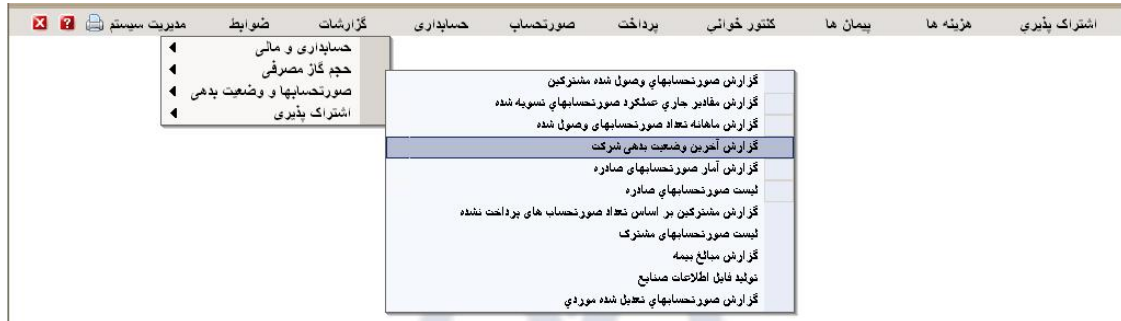 اشتراک پذیری هزینه ها پیمان ها کنتور خوانی پرداخت صورتحساب حسابداری گزارشات ضوابط مدیریت سیستم
حسابداری و مالی
حجم گاز مصرفی
صورتحسابها و وضعیت بدهی
اشتراک پذیری
گزارش صورتحسابهای وصول شده مشترکین
گزارش مقادیر جاری عملکرد صورتحسابهای تسویه شده
گزارش ماهانه تعداد صورتحسابهای وصول شده
گزارش آخرین وضعیت بدهی شرکت
گزارش آمار صورتحسابهای صادره
لیست صورتحسابهای صادره
گزارش مشترکین بر اساس تعداد صورتحساب های پرداخت نشده
لیست صورتحسابهای مشترک
گزارش مبالغ بیمه
تولید فایل اطلاعات صنایع
گزارش صورتحسابهای تعدیل شده موردی